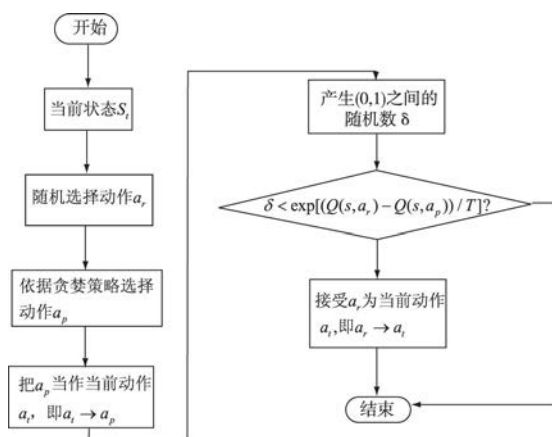 开始
当前状态S_t
随机选择动作a_r
依据贪婪策略选择
动作a_p
把a_p当作当前动作
a_t，即a_t → a_p
产生(0,1)之间的
随机数 δ
δ < exp[(Q(s,a_r) − Q(s,a_p)) / T]?
接受a_r为当前动作
a_t,即a_r → a_t
结束